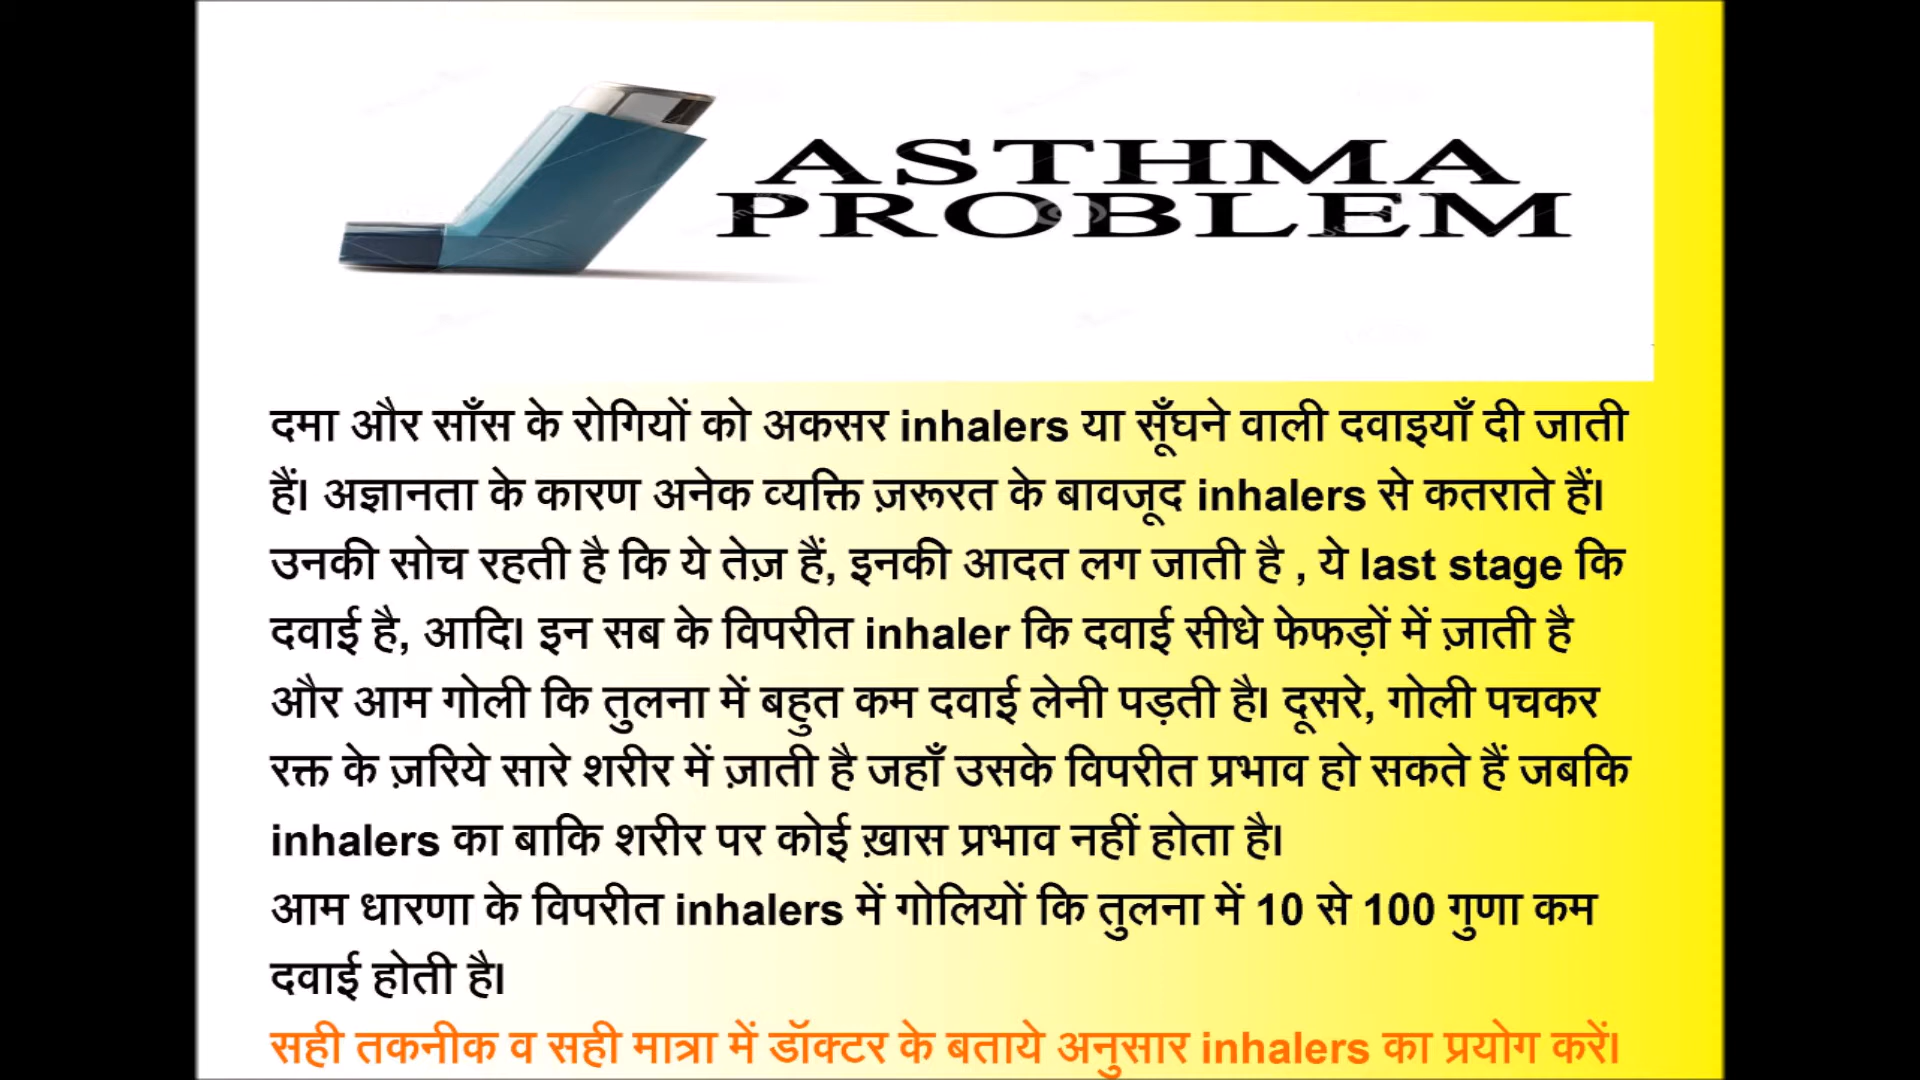 ASTHMA
PROBLEM
दमा और साँस के रोगियों को अकसर inhalers या सूँघने वाली दवाइयाँ दी जाती
हैं। अज्ञानता के कारण अनेक व्यक्ति ज़रूरत के बावजूद inhalers से कतराते हैं।
उनकी सोच रहती है कि ये तेज़ हैं, इनकी आदत लग जाती है , ये last stage कि
दवाई है, आदि। इन सब के विपरीत inhaler कि दवाई सीधे फेफड़ों में ज़ाती है
और आम गोली कि तुलना में बहुत कम दवाई लेनी पड़ती है। दूसरे, गोली पचकर
रक्त के ज़रिये सारे शरीर में ज़ाती है जहाँ उसके विपरीत प्रभाव हो सकते हैं जबकि
inhalers का बाकि शरीर पर कोई ख़ास प्रभाव नहीं होता है।
आम धारणा के विपरीत inhalers में गोलियों कि तुलना में 10 से 100 गुणा कम
दवाई होती है।
सही तकनीक व सही मात्रा में डॉक्टर के बताये अनुसार inhalers का प्रयोग करें।